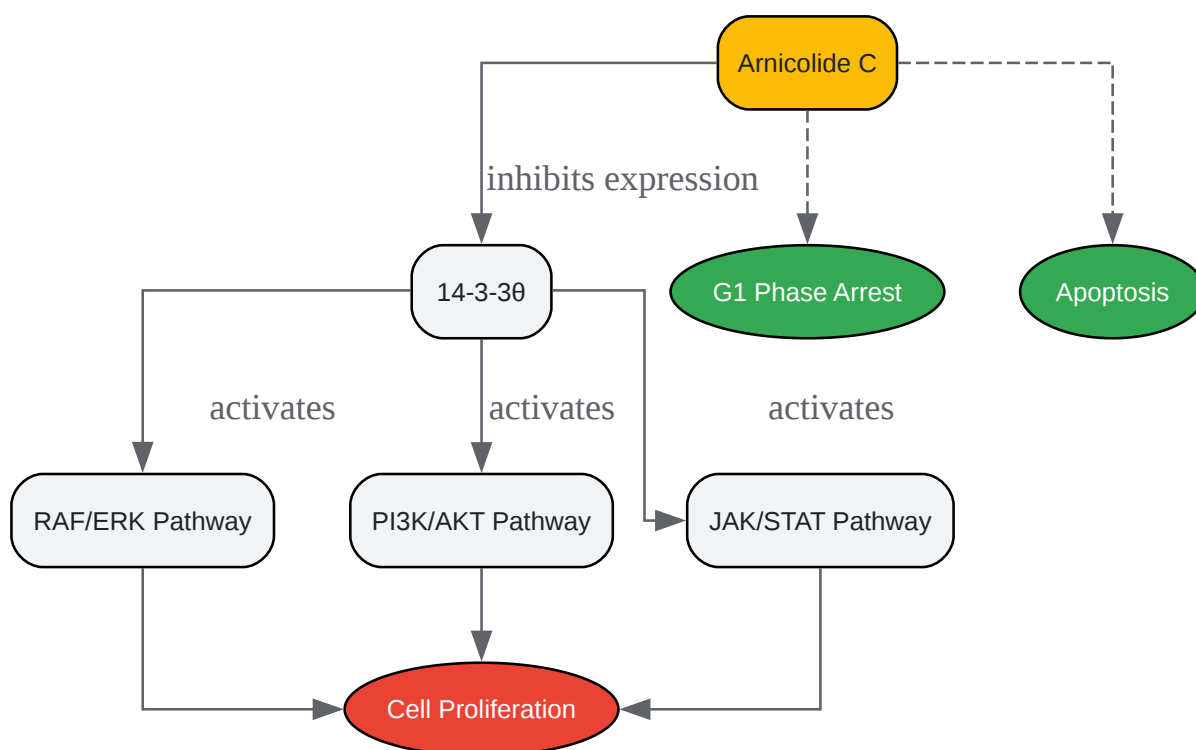 Arnicolide C
inhibits expression
14-3-3θ
G1 Phase Arrest
Apoptosis
activates
activates
activates
RAF/ERK Pathway
PI3K/AKT Pathway
JAK/STAT Pathway
Cell Proliferation